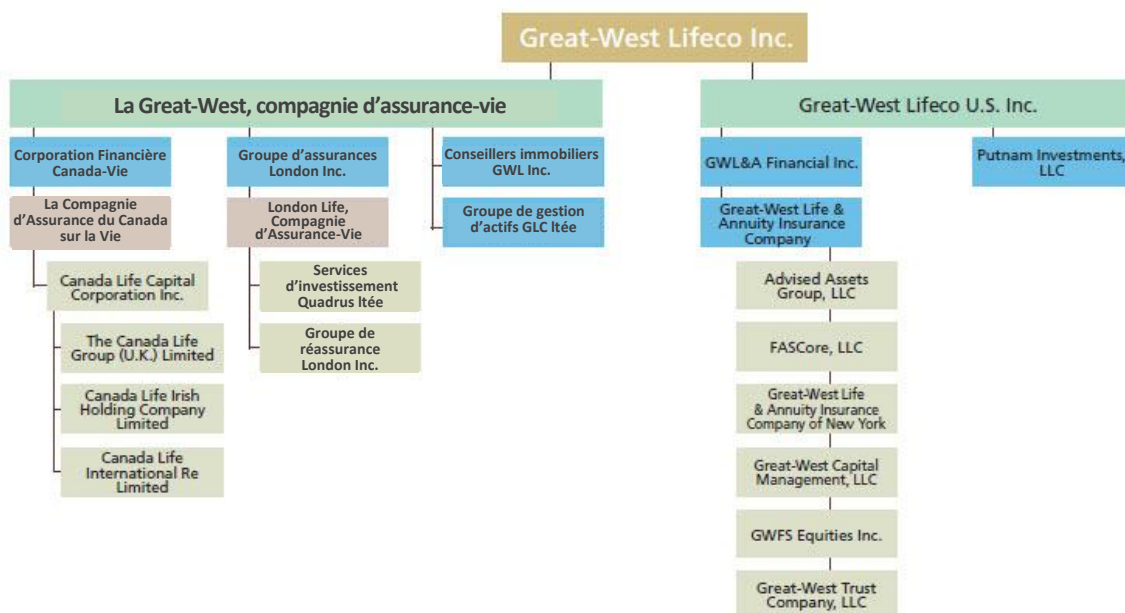 Great-West Lifeco Inc.
La Great-West, compagnie d'assurance-vie
Great-West Lifeco U.S. Inc.
Corporation Financière
Canada-Vie
Groupe d'assurances
London Inc.
Conseillers immobiliers
GWL Inc.
GWL&A Financial Inc.
Putnam Investments,
LLC
La Compagnie
d'Assurance du Canada
sur la Vie
London Life,
Compagnie
d'Assurance-Vie
Groupe de gestion
d'actifs GLC ltée
Great-West Life &
Annuity Insurance
Company
Canada Life Capital
Corporation Inc.
Services
d'investissement
Quadrus ltée
Advised Assets
Group, LLC
The Canada Life
Group (U.K.) Limited
Groupe de
réassurance
London Inc.
FASCore, LLC
Canada Life Irish
Holding Company
Limited
Great-West Life
& Annuity Insurance
Company of New York
Canada Life
International Re
Limited
Great-West Capital
Management, LLC
GWFS Equities Inc.
Great-West Trust
Company, LLC